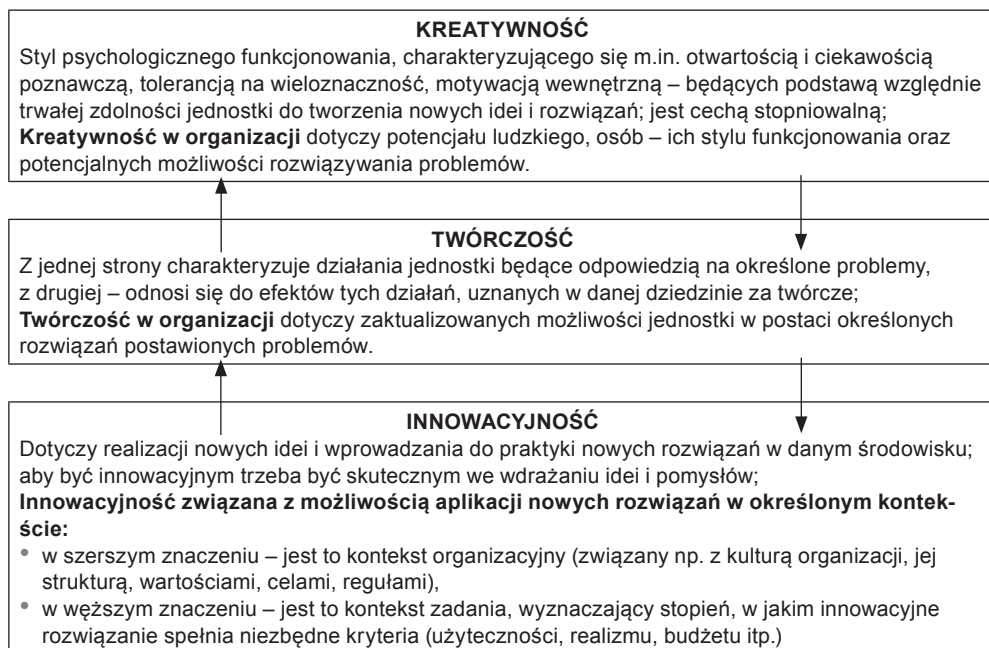 KREATYWNOŚĆ
Styl psychologicznego funkcjonowania, charakteryzującego się m.in. otwartością i ciekawością
poznawczą, tolerancją na wieloznaczność, motywacją wewnętrzną – będących podstawą względnie
trwałej zdolności jednostki do tworzenia nowych idei i rozwiązań; jest cechą stopniowalną;
Kreatywność w organizacji dotyczy potencjału ludzkiego, osób – ich stylu funkcjonowania oraz
potencjalnych możliwości rozwiązywania problemów.
TWÓRCZOŚĆ
Z jednej strony charakteryzuje działania jednostki będące odpowiedzią na określone problemy,
z drugiej – odnosi się do efektów tych działań, uznanych w danej dziedzinie za twórcze;
Twórczość w organizacji dotyczy zaktualizowanych możliwości jednostki w postaci określonych
rozwiązań postawionych problemów.
INNOWACYJNOŚĆ
Dotyczy realizacji nowych idei i wprowadzania do praktyki nowych rozwiązań w danym środowisku;
aby być innowacyjnym trzeba być skutecznym we wdrażaniu idei i pomysłów;
Innowacyjność związana z możliwością aplikacji nowych rozwiązań w określonym kontek-
ście:
• w szerszym znaczeniu – jest to kontekst organizacyjny (związany np. z kulturą organizacji, jej
strukturą, wartościami, celami, regułami),
• w węższym znaczeniu – jest to kontekst zadania, wyznaczający stopień, w jakim innowacyjne
rozwiązanie spełnia niezbędne kryteria (użyteczności, realizmu, budżetu itp.)